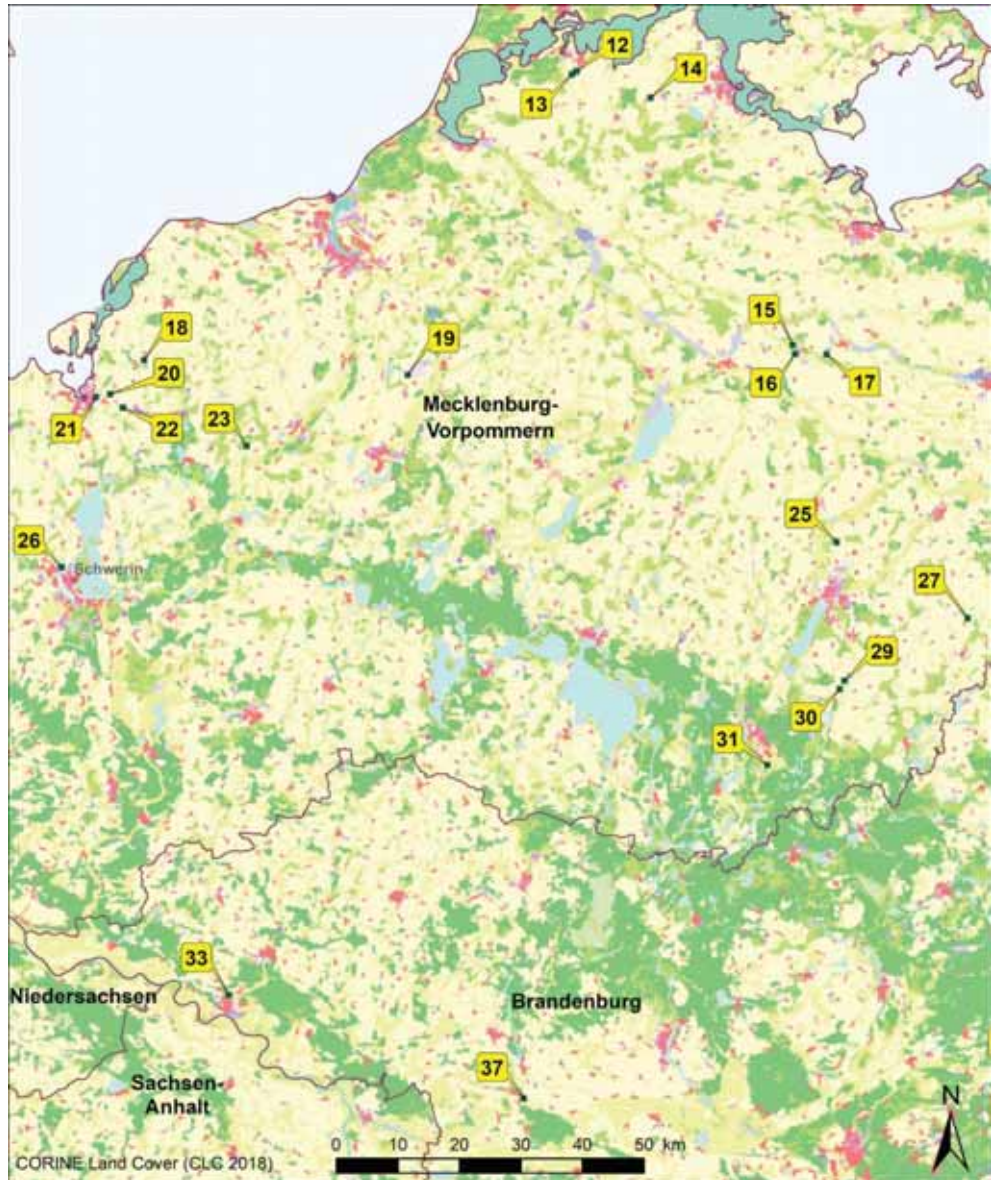 12
14
13
15
18
19
20
16
17
21
22
23
Mecklenburg-
Vorpommern
25
26
Schwerin
27
29
30
31
33
Niedersachsen
Brandenburg
37
Sachsen-
Anhalt
N
0 10 20 30 40 50 km
CORINE Land Cover (CLC 2018)